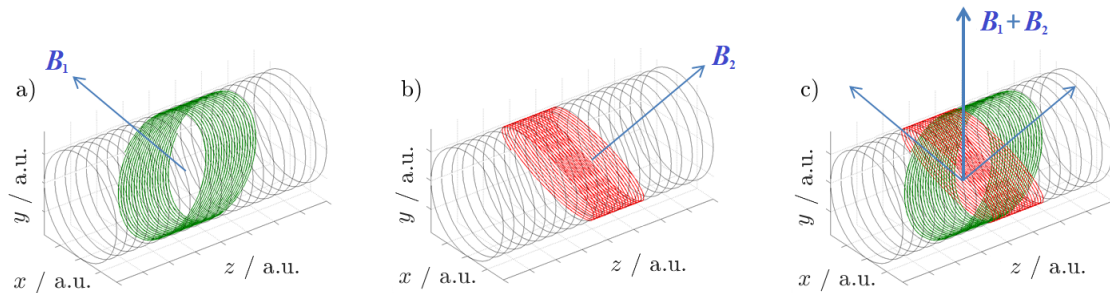 a)
B₁
y / a.u.
x / a.u.
z / a.u.
b)
B₂
y / a.u.
x / a.u.
z / a.u.
c)
B₁ + B₂
y / a.u.
x / a.u.
z / a.u.